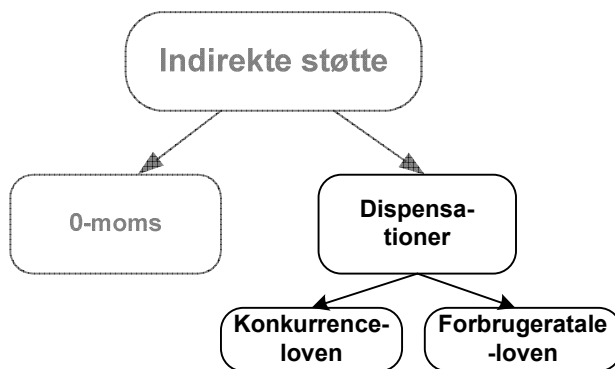 Indirekte støtte
0-moms
Dispensa-
tioner
Konkurrence-
loven
Forbrugeratale
-loven